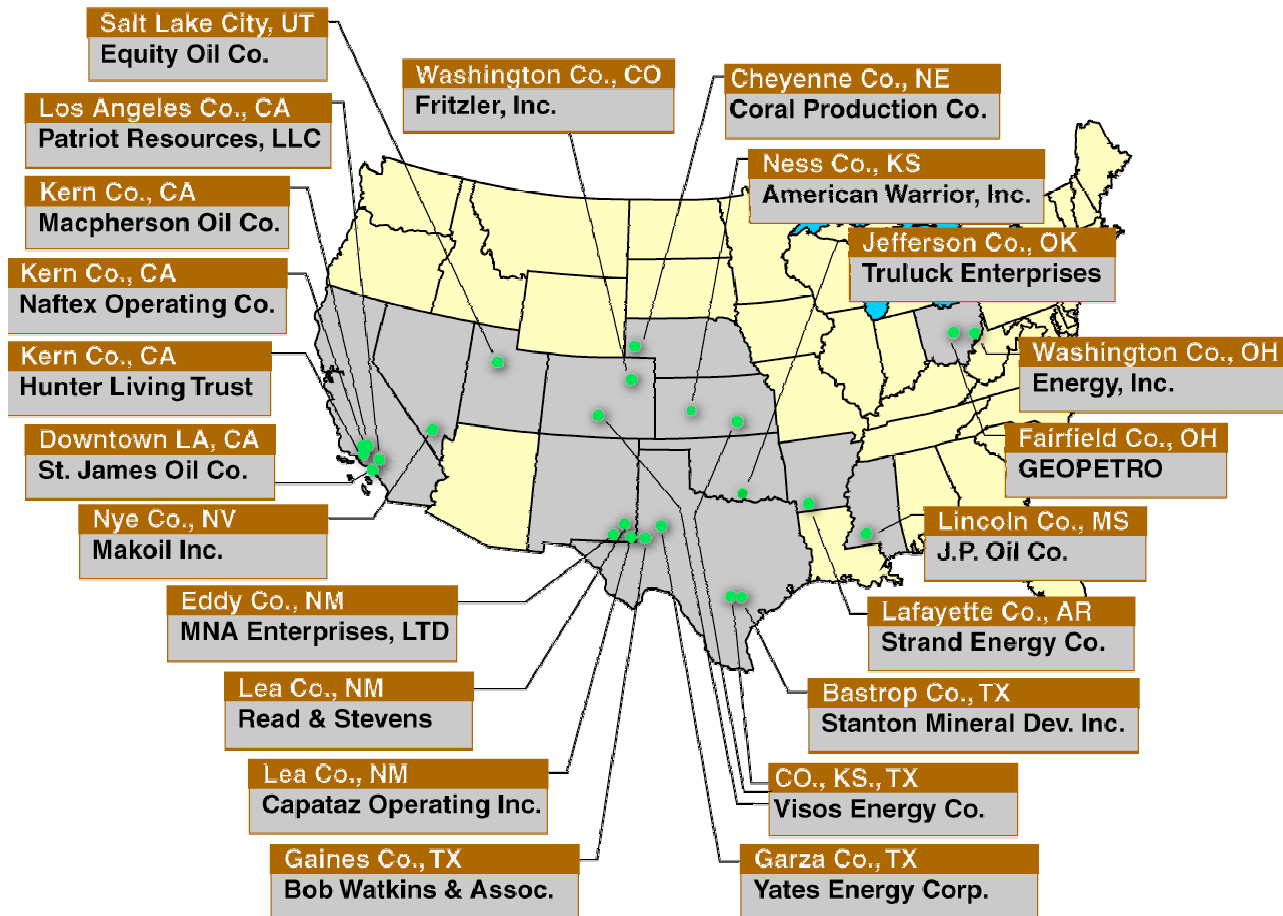 Salt Lake City, UT
Equity Oil Co.
Washington Co., CO
Fritzler, Inc.
Cheyenne Co., NE
Coral Production Co.
Los Angeles Co., CA
Patriot Resources, LLC
Ness Co., KS
American Warrior, Inc.
Kern Co., CA
Macpherson Oil Co.
Jefferson Co., OK
Truluck Enterprises
Kern Co., CA
Naftex Operating Co.
Kern Co., CA
Hunter Living Trust
Washington Co., OH
Energy, Inc.
Downtown LA, CA
St. James Oil Co.
Fairfield Co., OH
GEOPETRO
Nye Co., NV
Makoil Inc.
Lincoln Co., MS
J.P. Oil Co.
Eddy Co., NM
MNA Enterprises, LTD
Lafayette Co., AR
Strand Energy Co.
Lea Co., NM
Read & Stevens
Bastrop Co., TX
Stanton Mineral Dev. Inc.
Lea Co., NM
Capataz Operating Inc.
CO., KS., TX
Visos Energy Co.
Gaines Co., TX
Bob Watkins & Assoc.
Garza Co., TX
Yates Energy Corp.